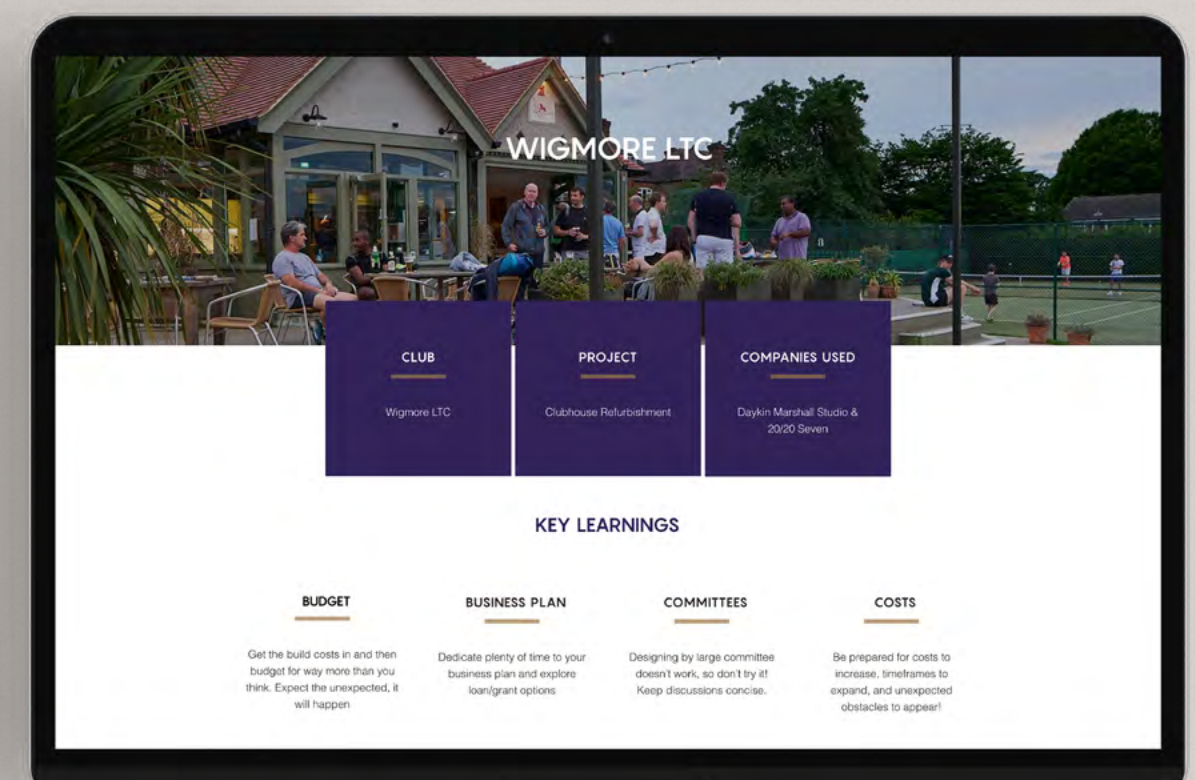 WIGMORE LTC
8
CLUB
Wigmore LTC
PROJECT
Clubhouse Refurbishment
COMPANIES USED
Daykin Marshall Studio &
20/20 Seven
KEY LEARNINGS
BUDGET
Get the build costs in and then
budget for way more than you
think. Expect the unexpected, it
will happen
BUSINESS PLAN
Dedicate plenty of time to your
business plan and explore
loan/grant options
COMMITTEES
Designing by large committee
doesn't work, so don't try it!
Keep discussions concise.
COSTS
Be prepared for costs to
increase, timeframes to
expand, and unexpected
obstacles to appear!